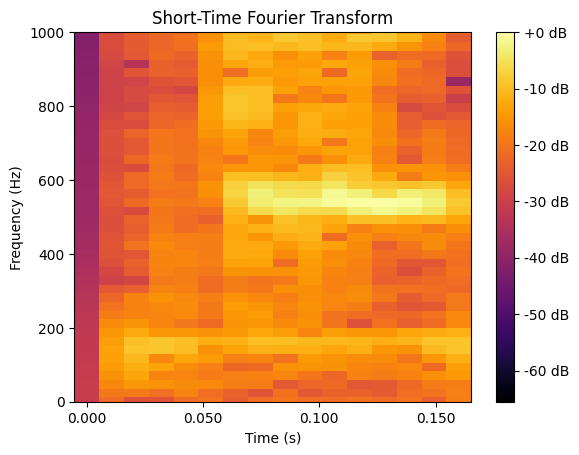 Short-Time Fourier Transform
1000
800
600
400
200
0
Frequency (Hz)
0.000
0.050
0.100
0.150
Time (s)
+0 dB
-10 dB
-20 dB
-30 dB
-40 dB
-50 dB
-60 dB